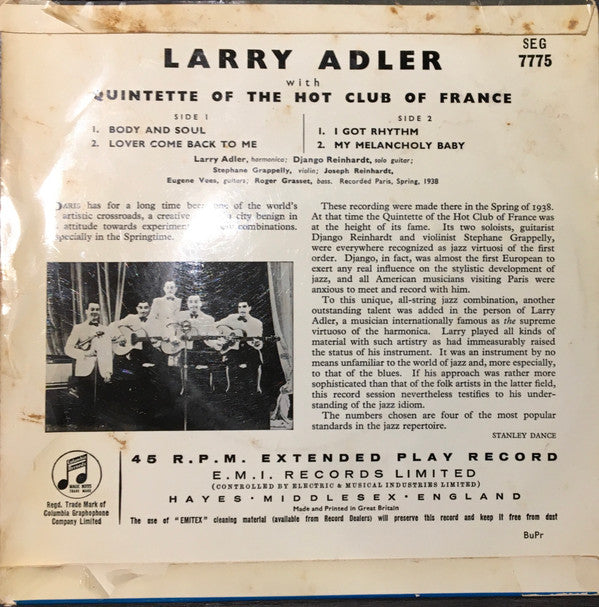 LARRY ADLER
SEG
7775
with
QUINTETTE OF THE HOT CLUB OF FRANCE
SIDE 1
1. BODY AND SOUL
2. LOVER COME BACK TO ME
SIDE 2
1. I GOT RHYTHM
2. MY MELANCHOLY BABY
Larry Adler, harmonica; Django Reinhardt, solo guitar;
Stephane Grappelly, violin; Joseph Reinhardt,
Eugene Vees, guitars; Roger Grasset, bass. Recorded Paris, Spring, 1938
PARIS has for a long time been one of the world's
artistic crossroads, a creative city benign in
attitude towards experiment combinations.
especially in the Springtime.
These recording were made there in the Spring of 1938.
At that time the Quintette of the Hot Club of France was
at the height of its fame. Its two soloists, guitarist
Django Reinhardt and violinist Stephane Grappelly,
were everywhere recognized as jazz virtuosi of the first
order. Django, in fact, was almost the first European to
exert any real influence on the stylistic development of
jazz, and all American musicians visiting Paris were
anxious to meet and record with him.
To this unique, all-string jazz combination, another
outstanding talent was added in the person of Larry
Adler, a musician internationally famous as the supreme
virtuoso of the harmonica. Larry played all kinds of
material with such artistry as had immeasurably raised
the status of his instrument. It was an instrument by no
means unfamiliar to the world of jazz and, more especially,
to that of the blues. If his approach was rather more
sophisticated than that of the folk artists in the latter field,
this record session nevertheless testifies to his under-
standing of the jazz idiom.
The numbers chosen are four of the most popular
standards in the jazz repertoire.
STANLEY DANCE
Columbia Records
MAGIC NOTES
TRADE MARK
Regd. Trade Mark of
Columbia Graphophone
Company Limited
45 R.P.M. EXTENDED PLAY RECORD
E.M.I. RECORDS LIMITED
(CONTROLLED BY ELECTRIC & MUSICAL INDUSTRIES LIMITED)
HAYES · MIDDLESEX · ENGLAND
Made and Printed in Great Britain
The use of "EMITEX" cleaning material (available from Record Dealers) will preserve this record and keep it free from dust
BuPr